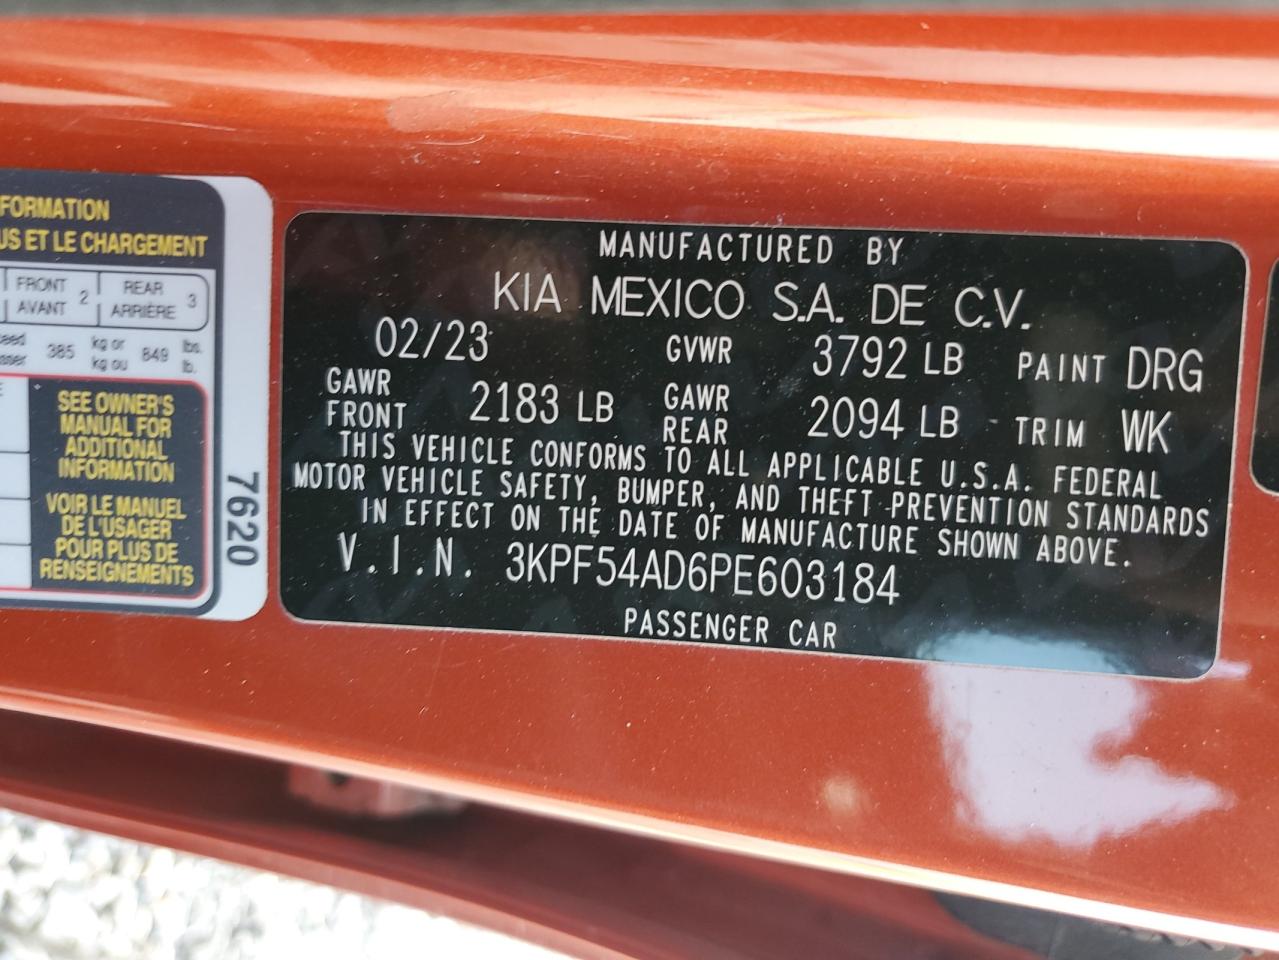 FORMATION
US ET LE CHARGEMENT
FRONT 2 REAR 3
AVANT ARRIÈRE
385 kg or 849 lbs.
kg ou lb.
SEE OWNER'S
MANUAL FOR
ADDITIONAL
INFORMATION
VOIR LE MANUEL
DE L'USAGER
POUR PLUS DE
RENSEIGNEMENTS
7620
MANUFACTURED BY
KIA MEXICO S.A. DE C.V.
02/23 GVWR 3792 LB PAINT DRG
GAWR FRONT 2183 LB GAWR REAR 2094 LB TRIM WK
THIS VEHICLE CONFORMS TO ALL APPLICABLE U.S.A. FEDERAL
MOTOR VEHICLE SAFETY, BUMPER, AND THEFT PREVENTION STANDARDS
IN EFFECT ON THE DATE OF MANUFACTURE SHOWN ABOVE.
V.I.N. 3KPF54AD6PE603184
PASSENGER CAR